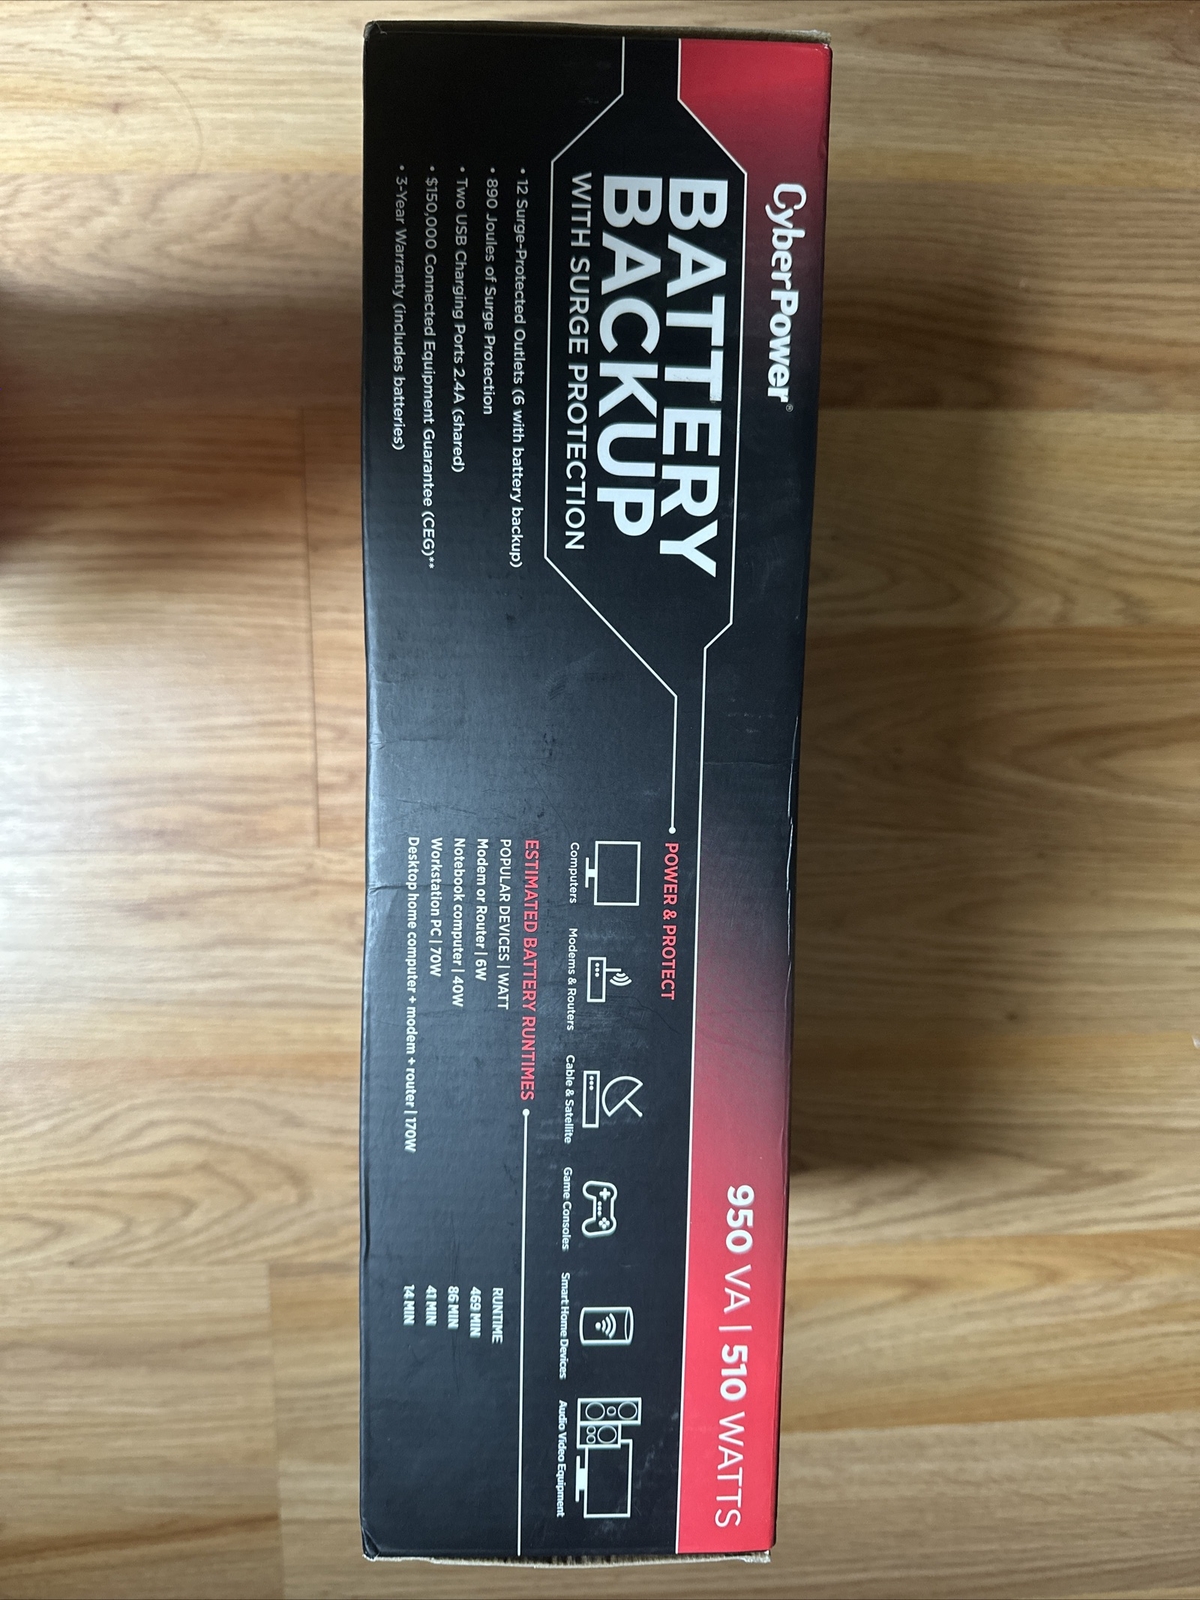 CyberPower®
950 VA | 510 WATTS
BATTERY
BACKUP
WITH SURGE PROTECTION
• 12 Surge-Protected Outlets (6 with battery backup)
• 890 Joules of Surge Protection
• Two USB Charging Ports 2.4A (shared)
• $150,000 Connected Equipment Guarantee (CEG)**
• 3-Year Warranty (includes batteries)
POWER & PROTECT
Computers
Modems & Routers
Cable & Satellite
Game Consoles
Smart Home Devices
Audio Video Equipment
ESTIMATED BATTERY RUNTIMES
POPULAR DEVICES | WATT RUNTIME
Modem or Router | 6W 469 MIN
Notebook computer | 40W 86 MIN
Workstation PC | 70W 41 MIN
Desktop home computer + modem + router | 170W 14 MIN